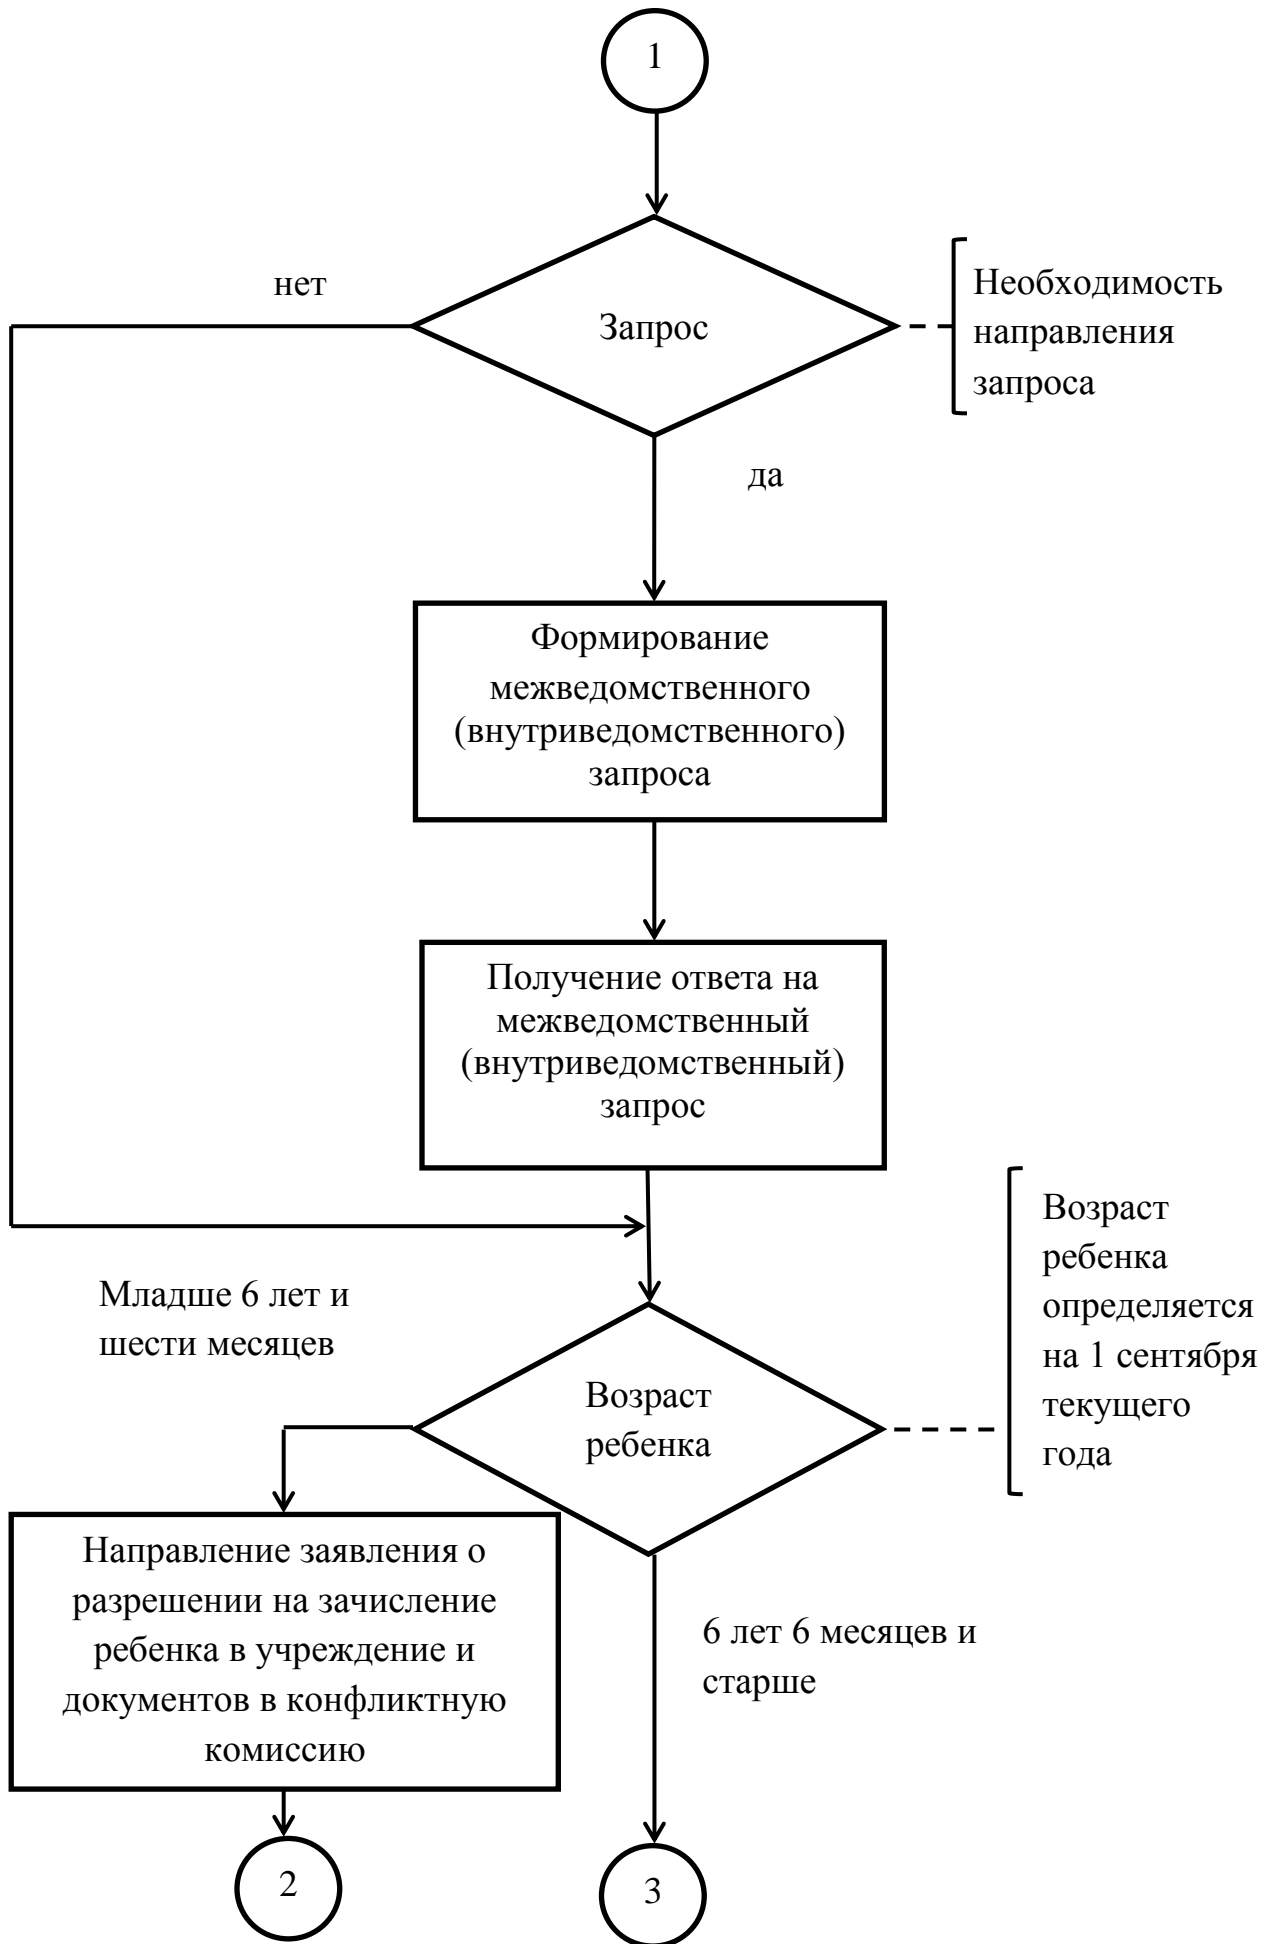 1
нет
Запрос
Необходимость
направления
запроса
да
Формирование
межведомственного
(внутриведомственного)
запроса
Получение ответа на
межведомственный
(внутриведомственный)
запрос
Возраст
ребенка
определяется
на 1 сентября
текущего
года
Младше 6 лет и
шести месяцев
Возраст
ребенка
Направление заявления о
разрешении на зачисление
ребенка в учреждение и
документов в конфликтную
комиссию
6 лет 6 месяцев и
старше
2
3